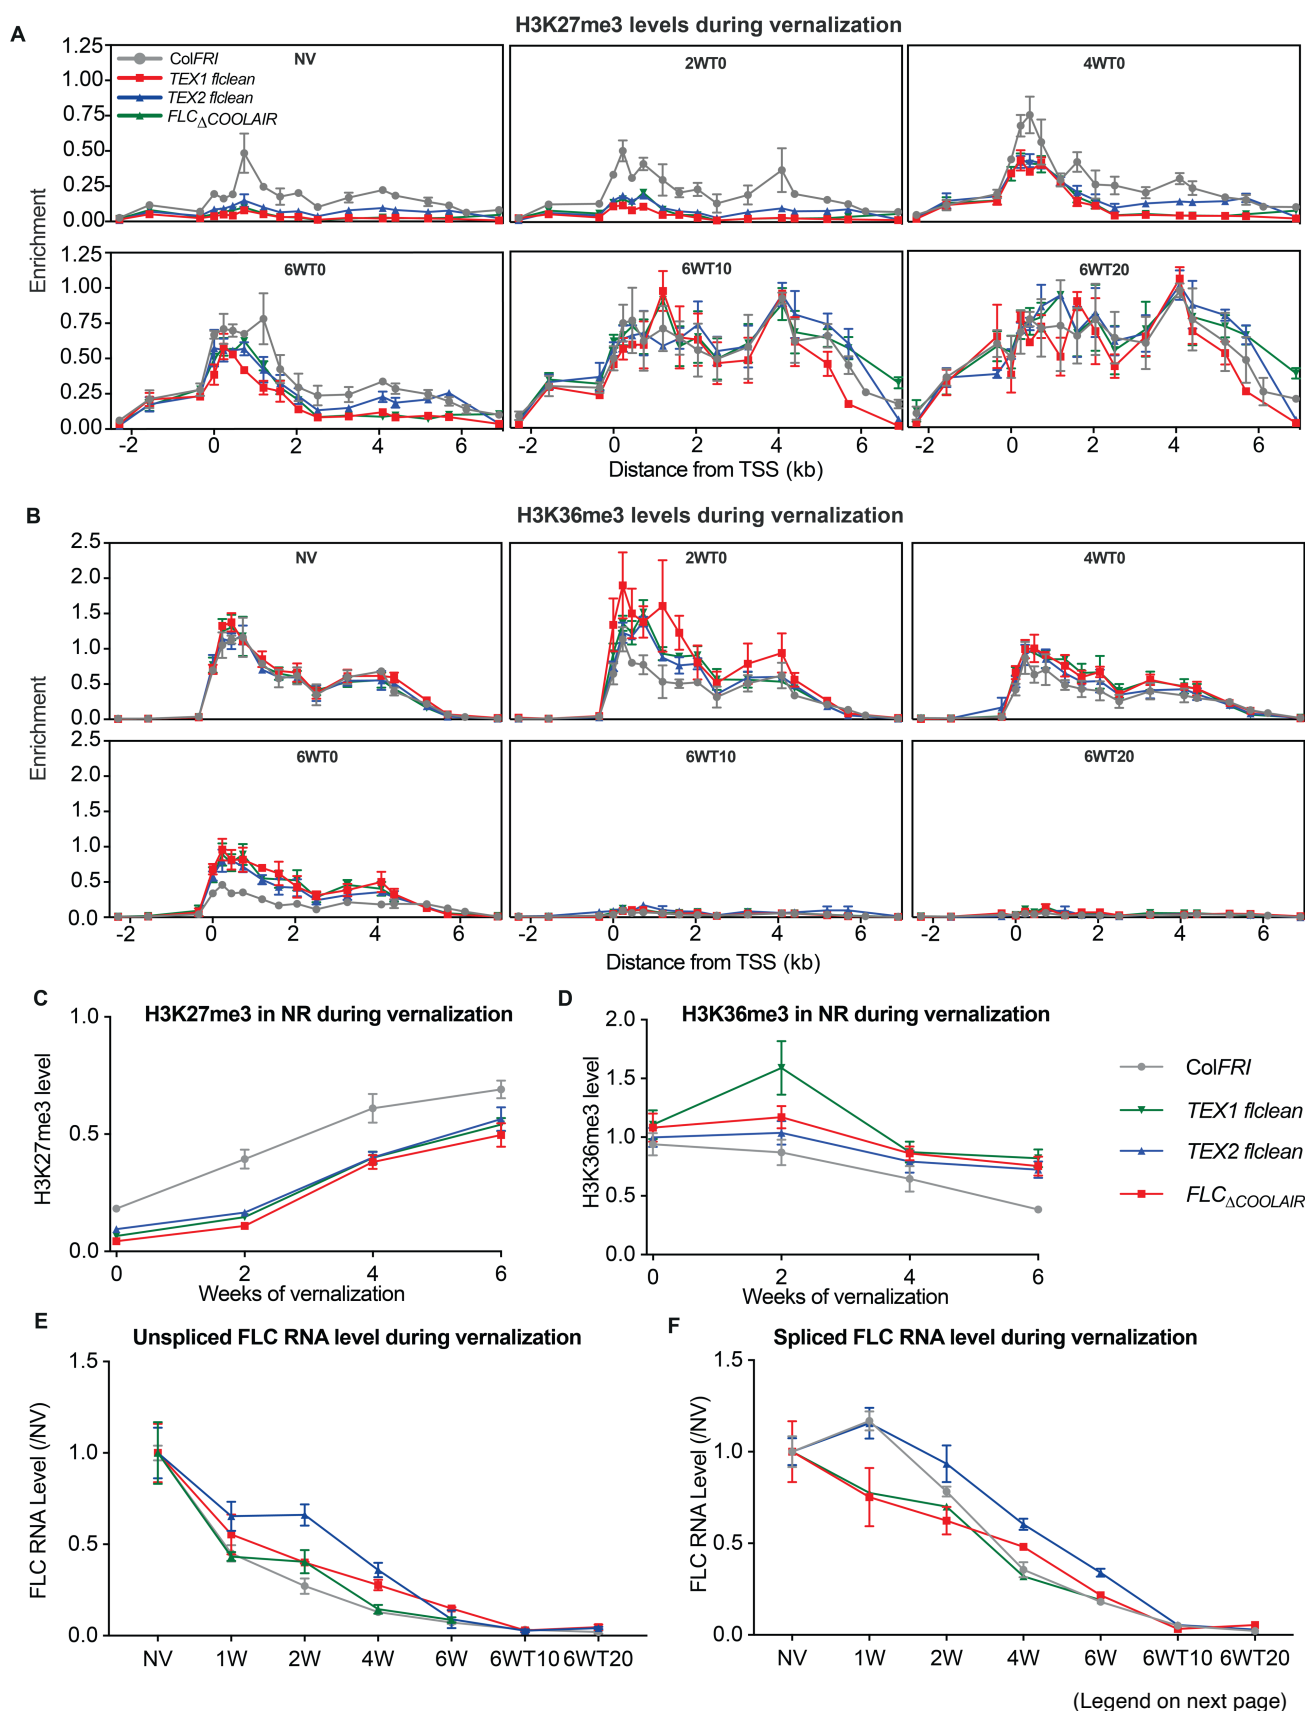 A
H3K27me3 levels during vernalization
1.25
1.00
0.75
0.50
0.25
0.00
NV
2WT0
4WT0
ColFRI
TEX1 flclean
TEX2 flclean
FLCΔCOOLAIR
Enrichment
1.25
1.00
0.75
0.50
0.25
0.00
6WT0
6WT10
6WT20
-2 0 2 4 6
-2 0 2 4 6
-2 0 2 4 6
Distance from TSS (kb)
B
H3K36me3 levels during vernalization
2.5
2.0
1.5
1.0
0.5
0.0
NV
2WT0
4WT0
Enrichment
2.5
2.0
1.5
1.0
0.5
0.0
6WT0
6WT10
6WT20
-2 0 2 4 6
-2 0 2 4 6
-2 0 2 4 6
Distance from TSS (kb)
C
H3K27me3 in NR during vernalization
H3K27me3 level
1.0
0.5
0.0
0 2 4 6
Weeks of vernalization
D
H3K36me3 in NR during vernalization
H3K36me3 level
2.0
1.5
1.0
0.5
0.0
0 2 4 6
Weeks of vernalization
ColFRI
TEX1 flclean
TEX2 flclean
FLCΔCOOLAIR
E
Unspliced FLC RNA level during vernalization
FLC RNA Level (/NV)
1.5
1.0
0.5
0.0
NV 1W 2W 4W 6W 6WT10 6WT20
F
Spliced FLC RNA level during vernalization
FLC RNA Level (/NV)
1.5
1.0
0.5
0.0
NV 1W 2W 4W 6W 6WT10 6WT20
(Legend on next page)